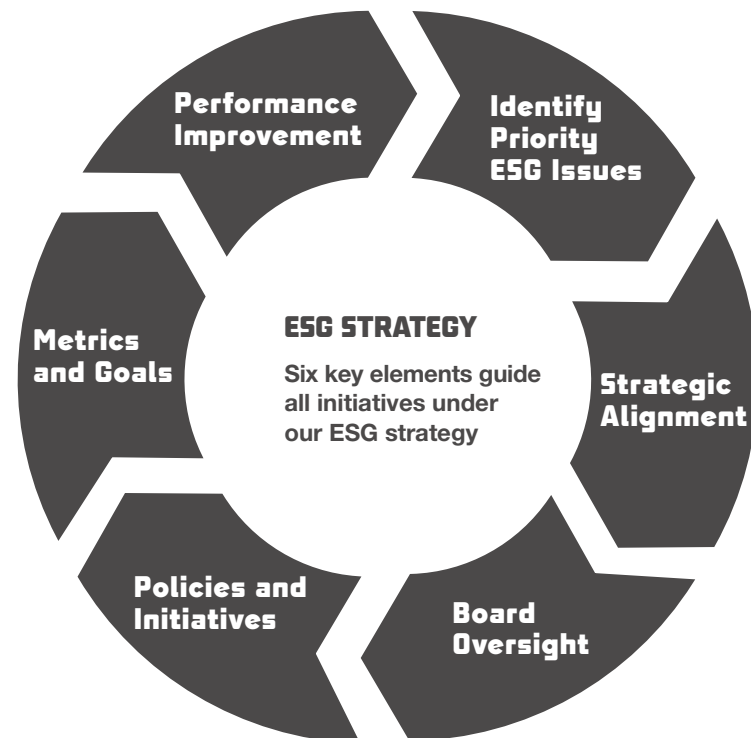 Performance
Improvement
Identify
Priority
ESG Issues
Metrics
and Goals
ESG STRATEGY
Six key elements guide
all initiatives under
our ESG strategy
Strategic
Alignment
Policies and
Initiatives
Board
Oversight